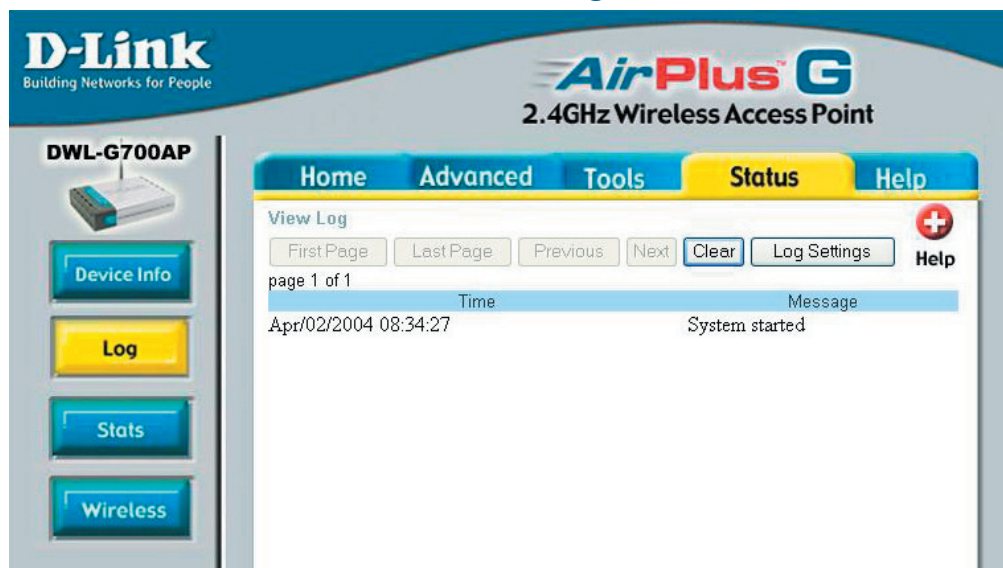 D-Link
Building Networks for People
AirPlus™ G
2.4GHz Wireless Access Point
DWL-G700AP
Home Advanced Tools Status Help
View Log
First Page Last Page Previous Next Clear Log Settings
Help
page 1 of 1
Time Message
Apr/02/2004 08:34:27 System started
Device Info
Log
Stats
Wireless